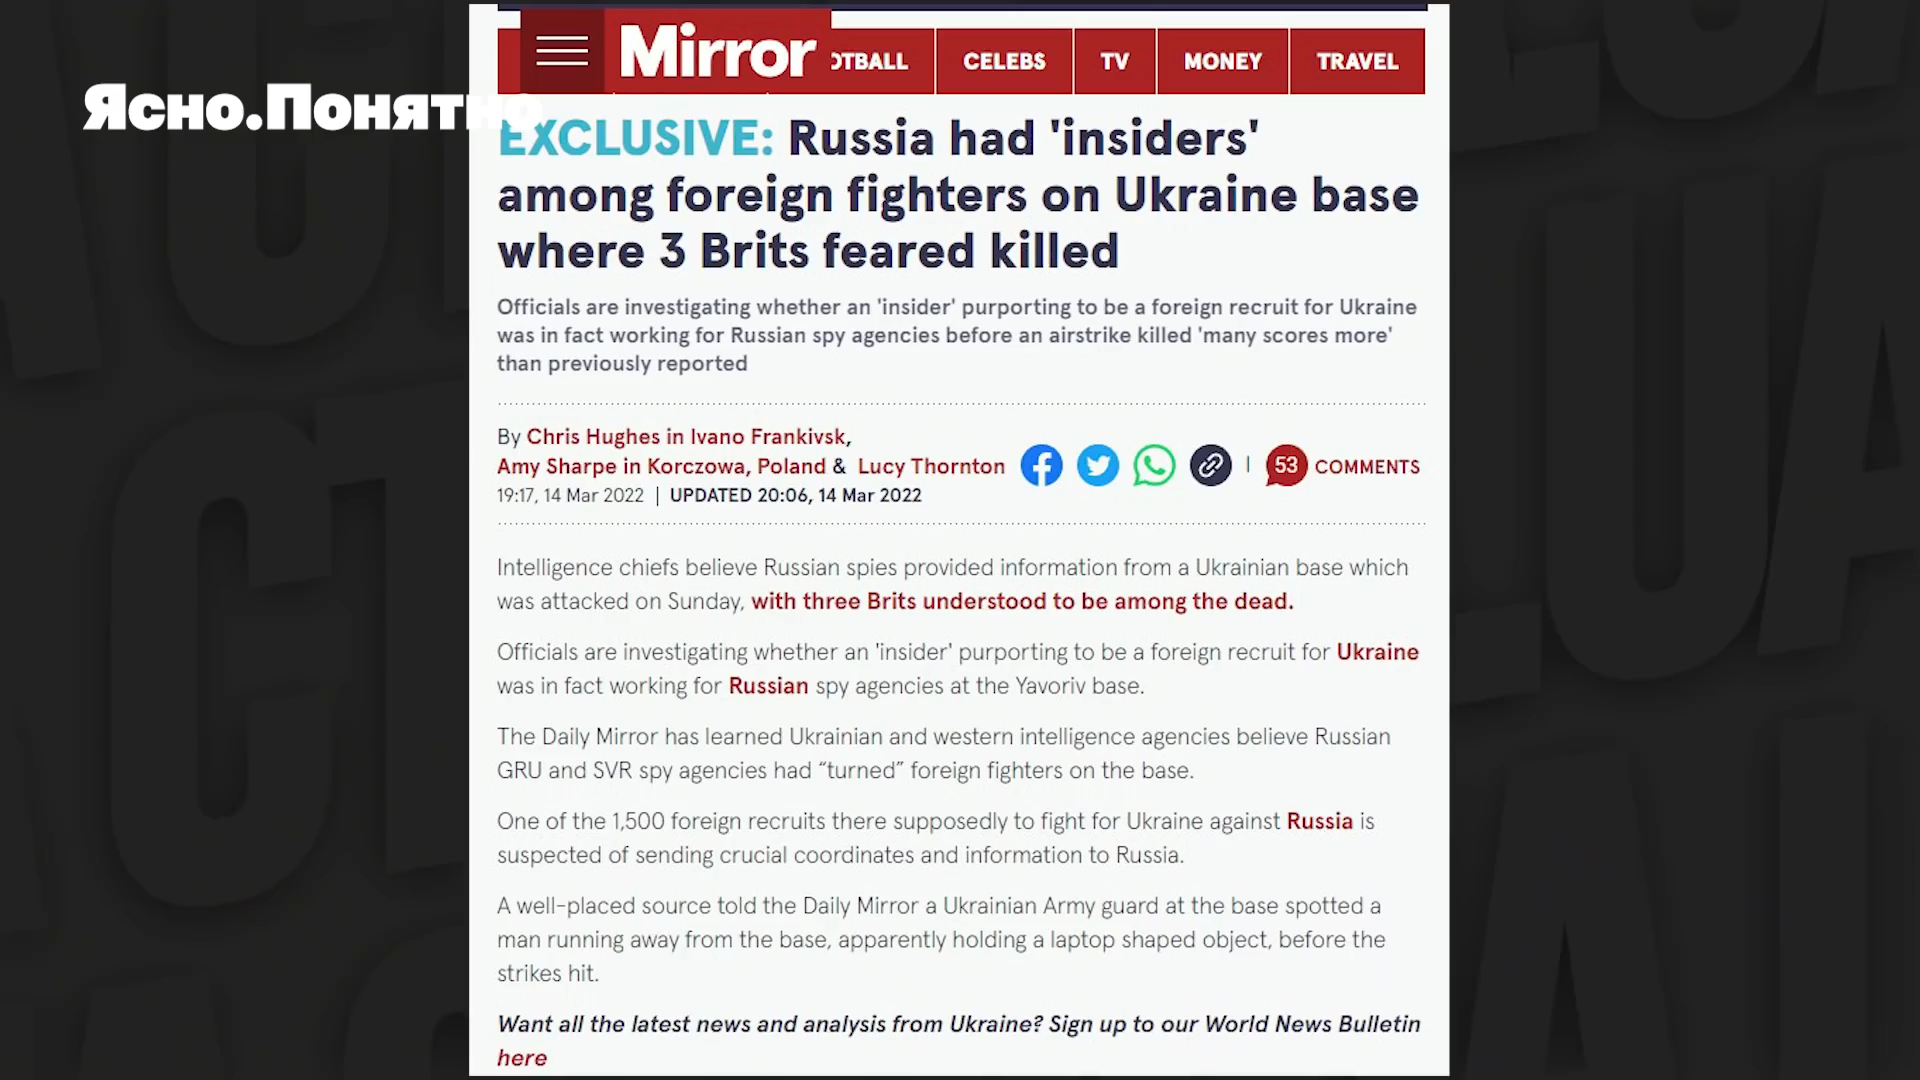 Mirror
OTBALL CELEBS TV MONEY TRAVEL
Ясно.Понятно
EXCLUSIVE: Russia had 'insiders'
among foreign fighters on Ukraine base
where 3 Brits feared killed
Officials are investigating whether an 'insider' purporting to be a foreign recruit for Ukraine
was in fact working for Russian spy agencies before an airstrike killed 'many scores more'
than previously reported
By Chris Hughes in Ivano Frankivsk,
Amy Sharpe in Korczowa, Poland & Lucy Thornton
53 COMMENTS
19:17, 14 Mar 2022 | UPDATED 20:06, 14 Mar 2022
Intelligence chiefs believe Russian spies provided information from a Ukrainian base which
was attacked on Sunday, with three Brits understood to be among the dead.
Officials are investigating whether an 'insider' purporting to be a foreign recruit for Ukraine
was in fact working for Russian spy agencies at the Yavoriv base.
The Daily Mirror has learned Ukrainian and western intelligence agencies believe Russian
GRU and SVR spy agencies had “turned” foreign fighters on the base.
One of the 1,500 foreign recruits there supposedly to fight for Ukraine against Russia is
suspected of sending crucial coordinates and information to Russia.
A well-placed source told the Daily Mirror a Ukrainian Army guard at the base spotted a
man running away from the base, apparently holding a laptop shaped object, before the
strikes hit.
Want all the latest news and analysis from Ukraine? Sign up to our World News Bulletin
here